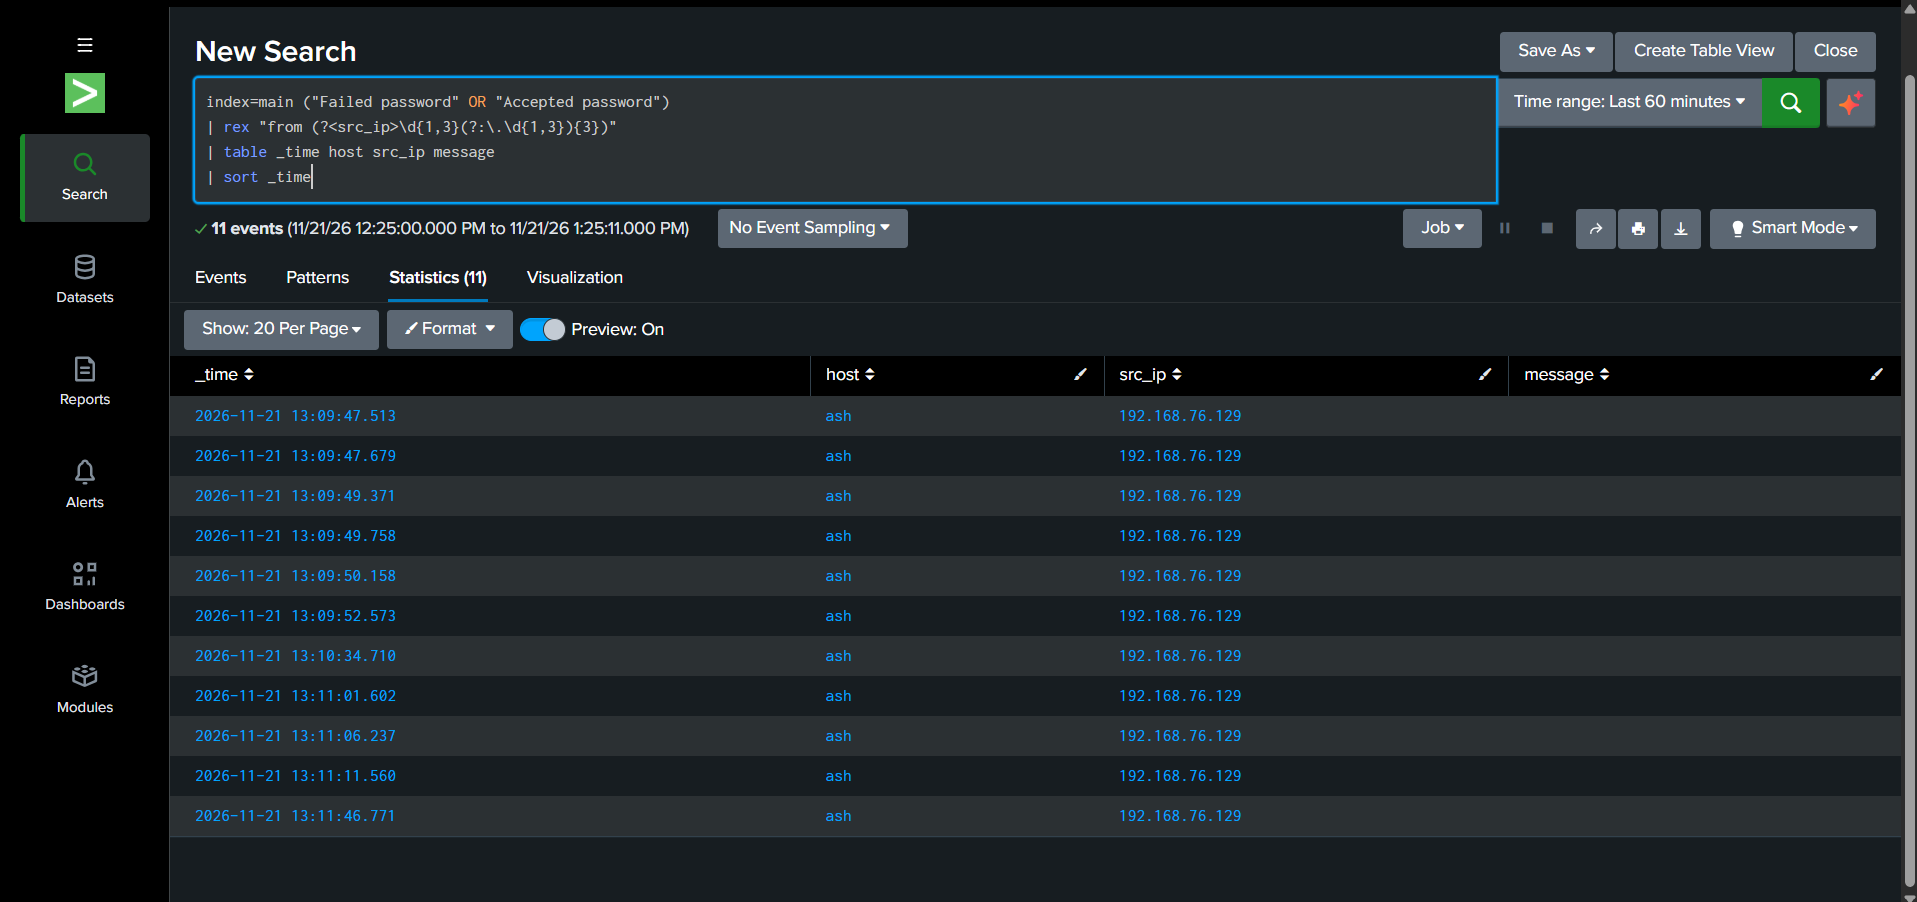 New Search
Save As
Create Table View
Close
index=main ("Failed password" OR "Accepted password")
| rex "from (?<src_ip>\d{1,3}(?:\.\d{1,3}){3})"
| table _time host src_ip message
| sort _time
Time range: Last 60 minutes
Search
Datasets
Reports
Alerts
Dashboards
Modules
11 events (11/21/26 12:25:00.000 PM to 11/21/26 1:25:11.000 PM)
No Event Sampling
Job
Smart Mode
Events
Patterns
Statistics (11)
Visualization
Show: 20 Per Page
Format
Preview: On
_time host src_ip message
2026-11-21 13:09:47.513 ash 192.168.76.129
2026-11-21 13:09:47.679 ash 192.168.76.129
2026-11-21 13:09:49.371 ash 192.168.76.129
2026-11-21 13:09:49.758 ash 192.168.76.129
2026-11-21 13:09:50.158 ash 192.168.76.129
2026-11-21 13:09:52.573 ash 192.168.76.129
2026-11-21 13:10:34.710 ash 192.168.76.129
2026-11-21 13:11:01.602 ash 192.168.76.129
2026-11-21 13:11:06.237 ash 192.168.76.129
2026-11-21 13:11:11.560 ash 192.168.76.129
2026-11-21 13:11:46.771 ash 192.168.76.129